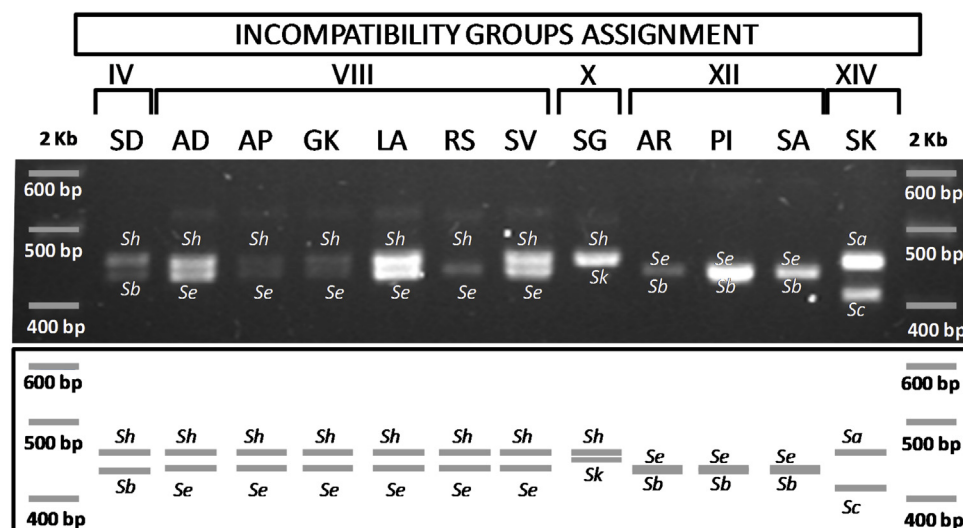 INCOMPATIBILITY GROUPS ASSIGNMENT
IV VIII X XII XIV
2 Kb SD AD AP GK LA RS SV SG AR PI SA SK 2 Kb
600 bp 600 bp
500 bp Sh Sh Sh Sh Sh Sh Sh Sh Sa 500 bp
Se Se Se
Sk
Sb Sb Sb
Sb Se Se Se Se Se Se
Sc
400 bp 400 bp
600 bp 600 bp
500 bp Sh Sh Sh Sh Sh Sh Sh Sh Sa 500 bp
Se Se Se
Sk
Sb Se Se Se Se Se Se Sb Sb Sb
Sc
400 bp 400 bp